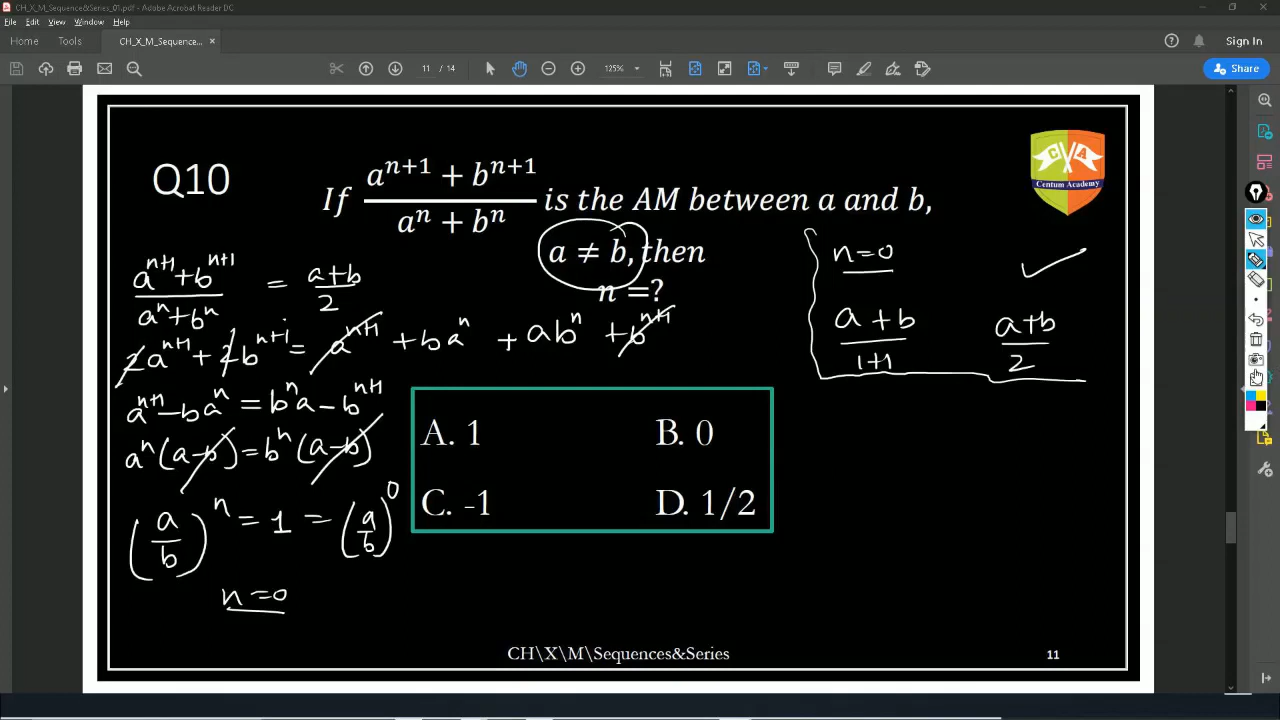 CH_X_M_Sequence&Series_01.pdf - Adobe Acrobat Reader DC
File Edit View Window Help
Home Tools CH_X_M_Sequence... × Sign In
11 / 14 125% Share
Q10
If (a^{n+1} + b^{n+1})/(a^n + b^n) is the AM between a and b,
a ≠ b, then
n =?
Centum Academy
C A
(a^{n+1} + b^{n+1})/(a^n + b^n) = (a+b)/2
2a^{n+1} + 2b^{n+1} = a^{n+1} + ba^n + ab^n + b^{n+1}
a^{n+1} - ba^n = b^n a - b^{n+1}
a^n (a-b) = b^n (a-b)
(a/b)^n = 1 = (a/b)^0
n = 0
n = 0 ✓
(a+b)/(1+1) (a+b)/2
A. 1 B. 0
C. -1 D. 1/2
CH\X\M\Sequences&Series 11